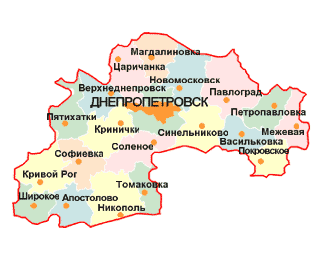 Магдалиновка
Царичанка
Новомосковск
Верхнеднепровск
Павлоград
ДНЕПРОПЕТРОВСК
Петропавловка
Пятихатки
Кринички
Синельниково
Межевая
Васильковка
Соленое
Покровское
Софиевка
Кривой Рог
Томаковка
Широкое
Апостолово
Никополь